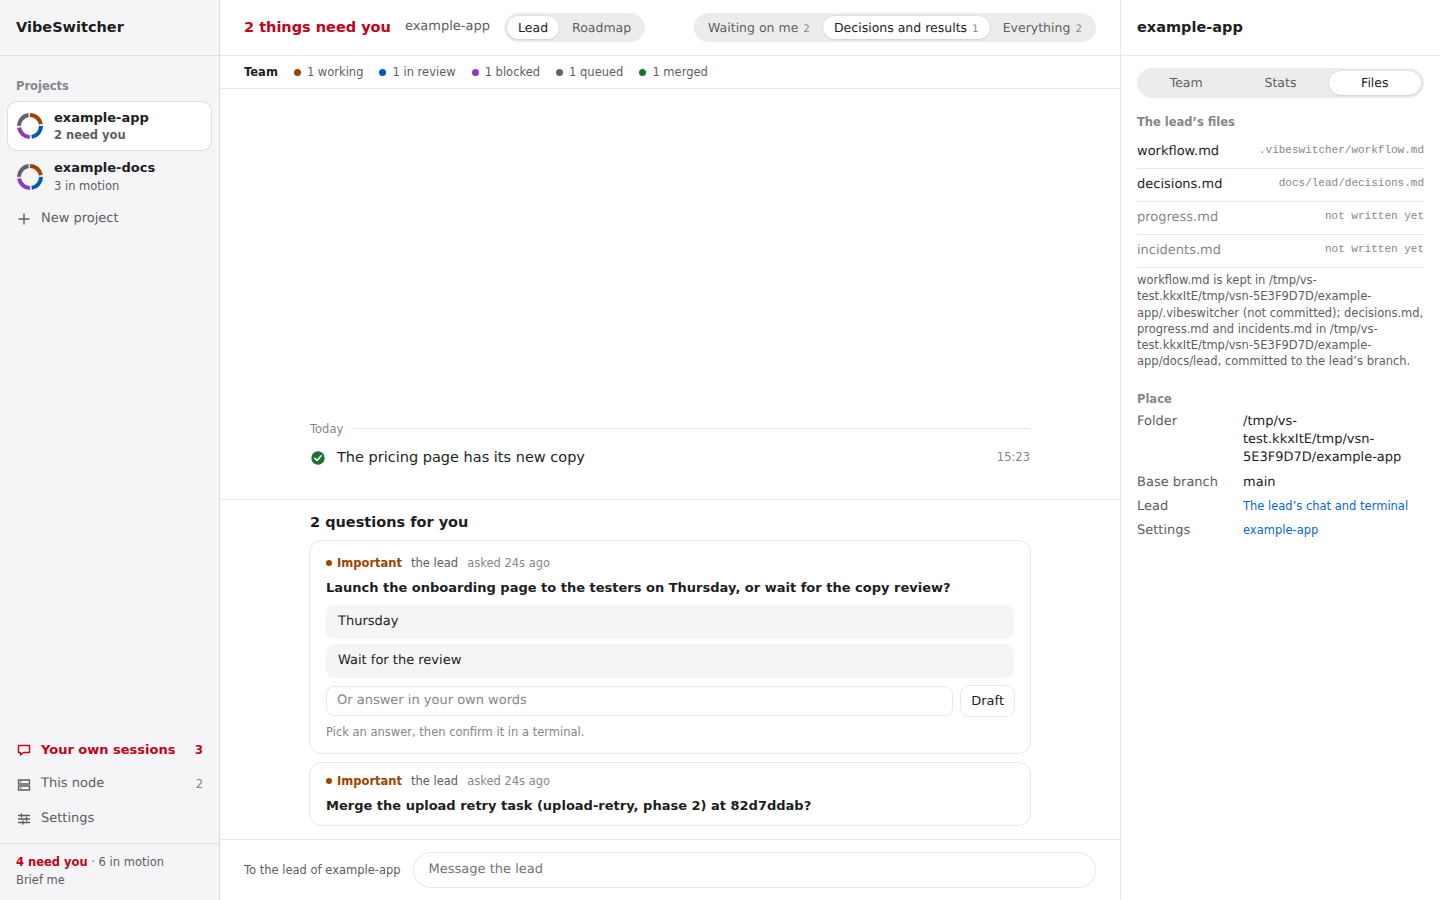 VibeSwitcher
Projects
example-app
2 need you
example-docs
3 in motion
New project
Your own sessions 3
This node 2
Settings
4 need you · 6 in motion
Brief me
2 things need you example-app Lead Roadmap Waiting on me 2 Decisions and results 1 Everything 2
Team 1 working 1 in review 1 blocked 1 queued 1 merged
Today
The pricing page has its new copy 15:23
2 questions for you
Important the lead asked 24s ago
Launch the onboarding page to the testers on Thursday, or wait for the copy review?
Thursday
Wait for the review
Or answer in your own words Draft
Pick an answer, then confirm it in a terminal.
Important the lead asked 24s ago
Merge the upload retry task (upload-retry, phase 2) at 82d7ddab?
To the lead of example-app Message the lead
example-app
Team Stats Files
The lead’s files
workflow.md .vibeswitcher/workflow.md
decisions.md docs/lead/decisions.md
progress.md not written yet
incidents.md not written yet
workflow.md is kept in /tmp/vs-
test.kkxItE/tmp/vsn-5E3F9D7D/example-
app/.vibeswitcher (not committed); decisions.md,
progress.md and incidents.md in /tmp/vs-
test.kkxItE/tmp/vsn-5E3F9D7D/example-
app/docs/lead, committed to the lead’s branch.
Place
Folder /tmp/vs-
test.kkxItE/tmp/vsn-
5E3F9D7D/example-app
Base branch main
Lead The lead’s chat and terminal
Settings example-app